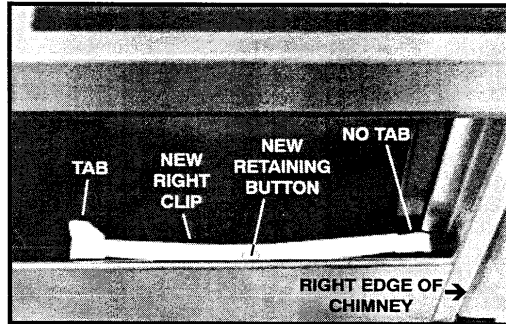 TAB
NEW
RIGHT
CLIP
NEW
RETAINING
BUTTON
NO TAB
RIGHT EDGE OF
CHIMNEY